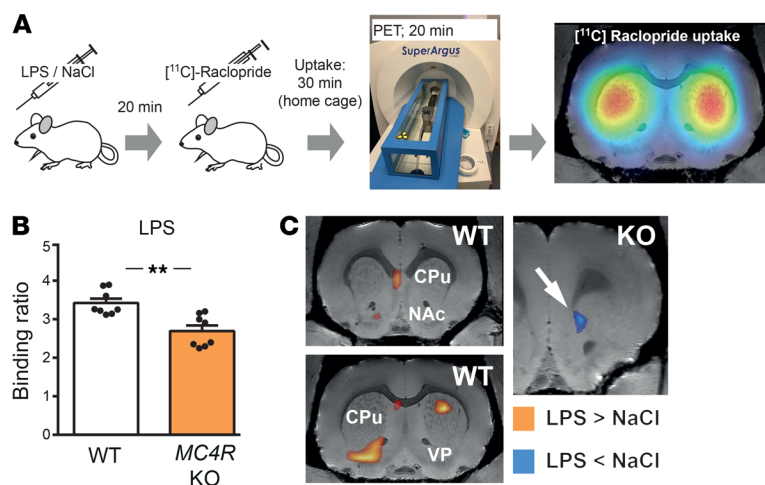 A
LPS / NaCl
20 min
[¹¹C]-Raclopride
Uptake:
30 min
(home cage)
PET; 20 min
SuperArgus
[¹¹C] Raclopride uptake
B
LPS
**
Binding ratio
5
4
3
2
1
0
WT
MC4R
KO
C
WT
CPu
NAc
WT
CPu
VP
KO
LPS > NaCl
LPS < NaCl